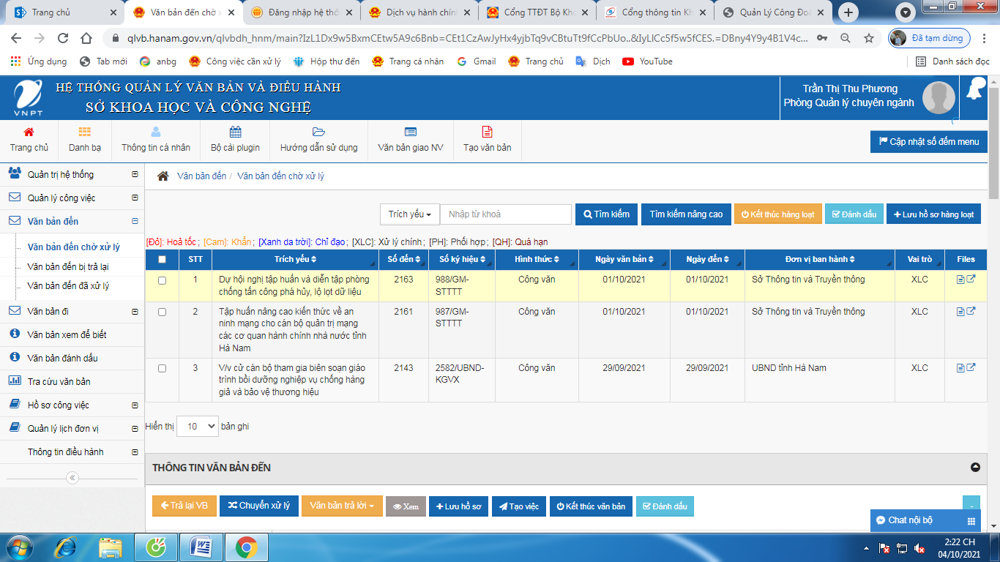 Trang chủ
Văn bản đến chờ x
Đăng nhập hệ thố
Dịch vụ hành chín
Cổng TTĐT Bộ Kho
Cổng thông tin Kh
Quản Lý Công Đoà
qlvb.hanam.gov.vn/qlvbdh_hnm/main?IzL1Dx9w5BxmCEtw5A9c6Bnb=CEt1CzAwJyHx4yjbTq9vCBtuTt9fCcPbUo..&IyLlCc5f5w5fCES.=DBny4Y9y4B1V4c...
Đã tạm dừng
Ứng dụng
Tab mới
anbg
Công việc cần xử lý
Hộp thư đến
Trang cá nhân
Gmail
Trang chủ
Dịch
YouTube
Danh sách đọc
VNPT
HỆ THỐNG QUẢN LÝ VĂN BẢN VÀ ĐIỀU HÀNH
SỞ KHOA HỌC VÀ CÔNG NGHỆ
Trần Thị Thu Phương
Phòng Quản lý chuyên ngành
Trang chủ
Danh bạ
Thông tin cá nhân
Bộ cài plugin
Hướng dẫn sử dụng
Văn bản giao NV
Tạo văn bản
Cập nhật số đếm menu
Quản trị hệ thống
Quản lý công việc
Văn bản đến
Văn bản đến chờ xử lý
Văn bản đến bị trả lại
Văn bản đến đã xử lý
Văn bản đi
Văn bản xem để biết
Văn bản đánh dấu
Tra cứu văn bản
Hồ sơ công việc
Quản lý lịch đơn vị
Thông tin điều hành
Văn bản đến / Văn bản đến chờ xử lý
Trích yếu
Nhập từ khoá
Tìm kiếm
Tìm kiếm nâng cao
Kết thúc hàng loạt
Đánh dấu
Lưu hồ sơ hàng loạt
[Đỏ]: Hoả tốc; [Cam]: Khẩn; [Xanh da trời]: Chỉ đạo; [XLC]: Xử lý chính; [PH]: Phối hợp; [QH]: Quá hạn
STT Trích yếu Số đến Số ký hiệu Hình thức Ngày văn bản Ngày đến Đơn vị ban hành Vai trò Files
1 Dự hội nghị tập huấn và diễn tập phòng 2163 988/GM- Công văn 01/10/2021 01/10/2021 Sở Thông tin và Truyền thông XLC
chống tấn công phá hủy, lộ lọt dữ liệu STTTT
2 Tập huấn nâng cao kiến thức về an 2161 987/GM- Công văn 01/10/2021 01/10/2021 Sở Thông tin và Truyền thông XLC
ninh mạng cho cán bộ quản trị mạng STTTT
các cơ quan hành chính nhà nước tỉnh
Hà Nam
3 V/v cử cán bộ tham gia biên soạn giáo 2143 2582/UBND- Công văn 29/09/2021 29/09/2021 UBND tỉnh Hà Nam XLC
trình bồi dưỡng nghiệp vụ chống hàng KGVX
giả và bảo vệ thương hiệu
Hiển thị 10 bản ghi
THÔNG TIN VĂN BẢN ĐẾN
Trả lại VB
Chuyển xử lý
Văn bản trả lời
Xem
Lưu hồ sơ
Tạo việc
Kết thúc văn bản
Đánh dấu
-
Chat nội bộ
2:22 CH
04/10/2021